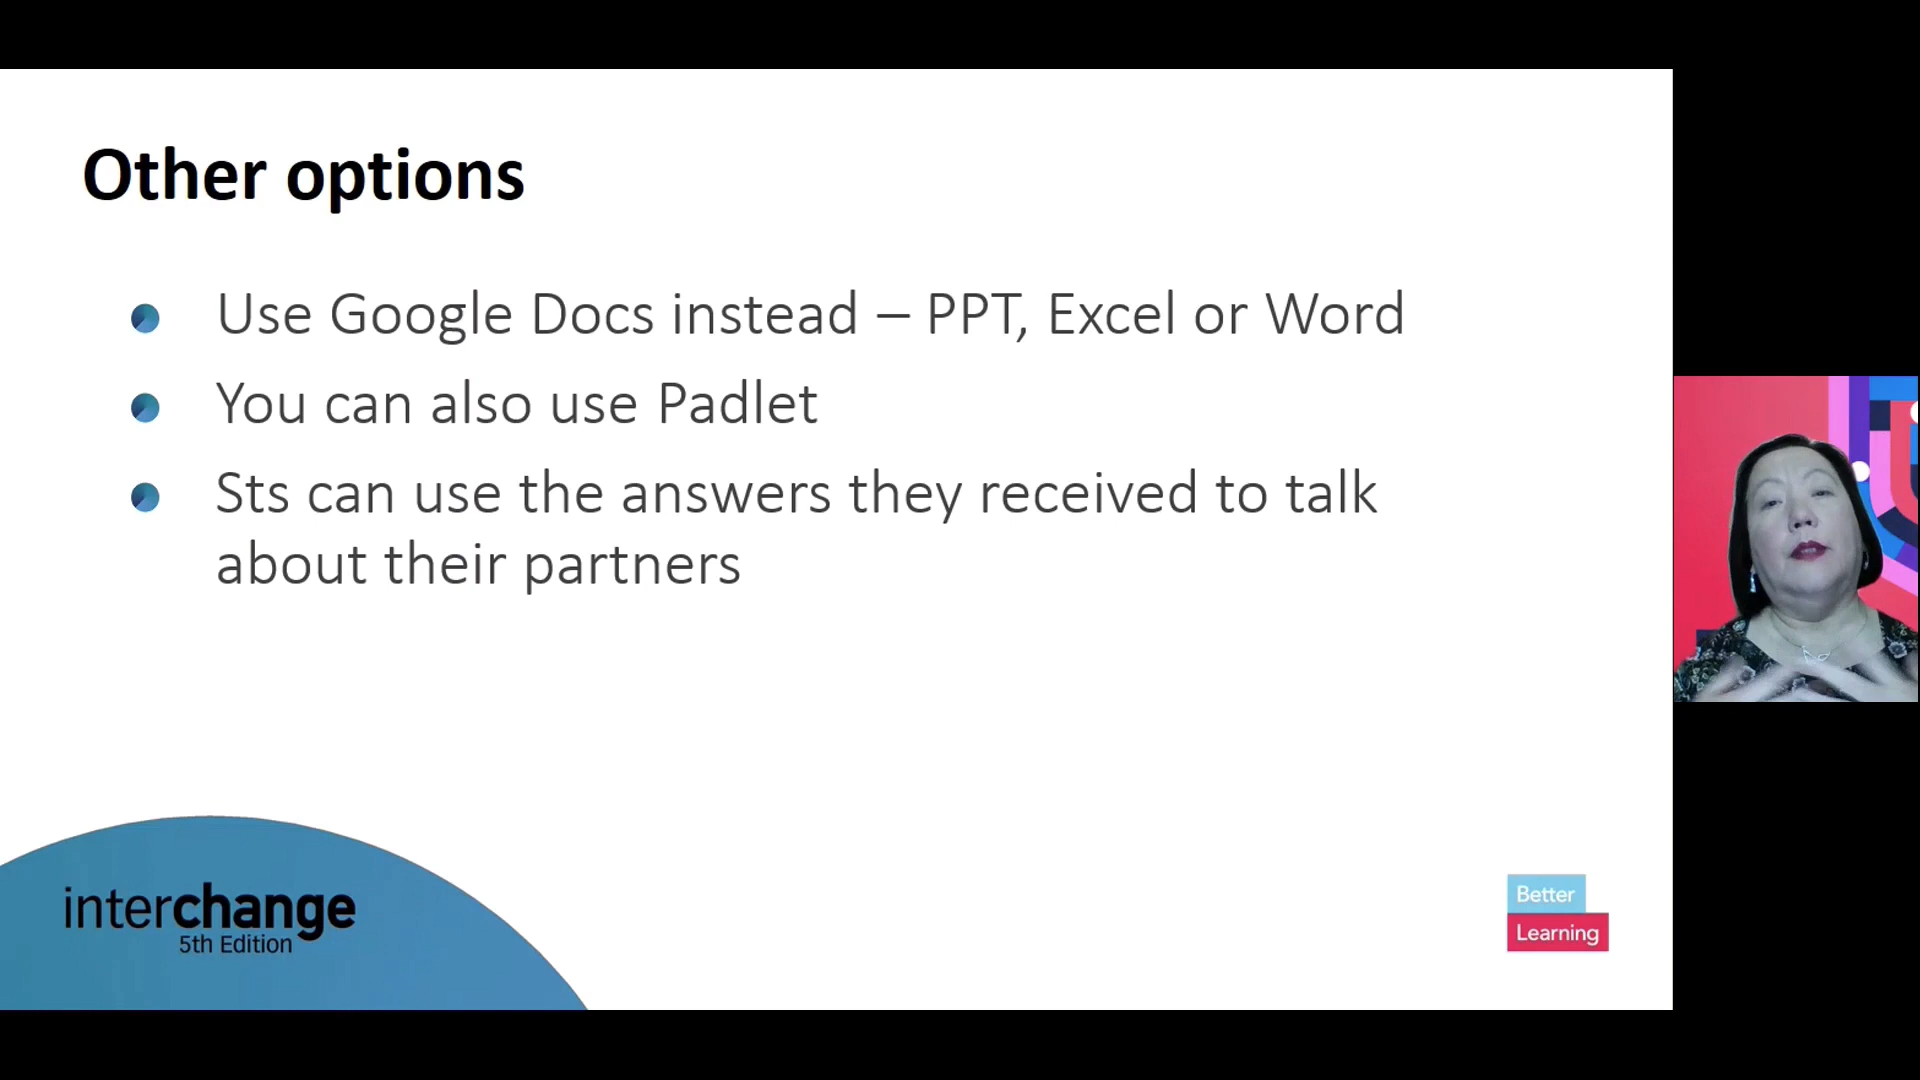 Other options
Use Google Docs instead – PPT, Excel or Word
You can also use Padlet
Sts can use the answers they received to talk
about their partners
interchange
5th Edition
Better
Learning